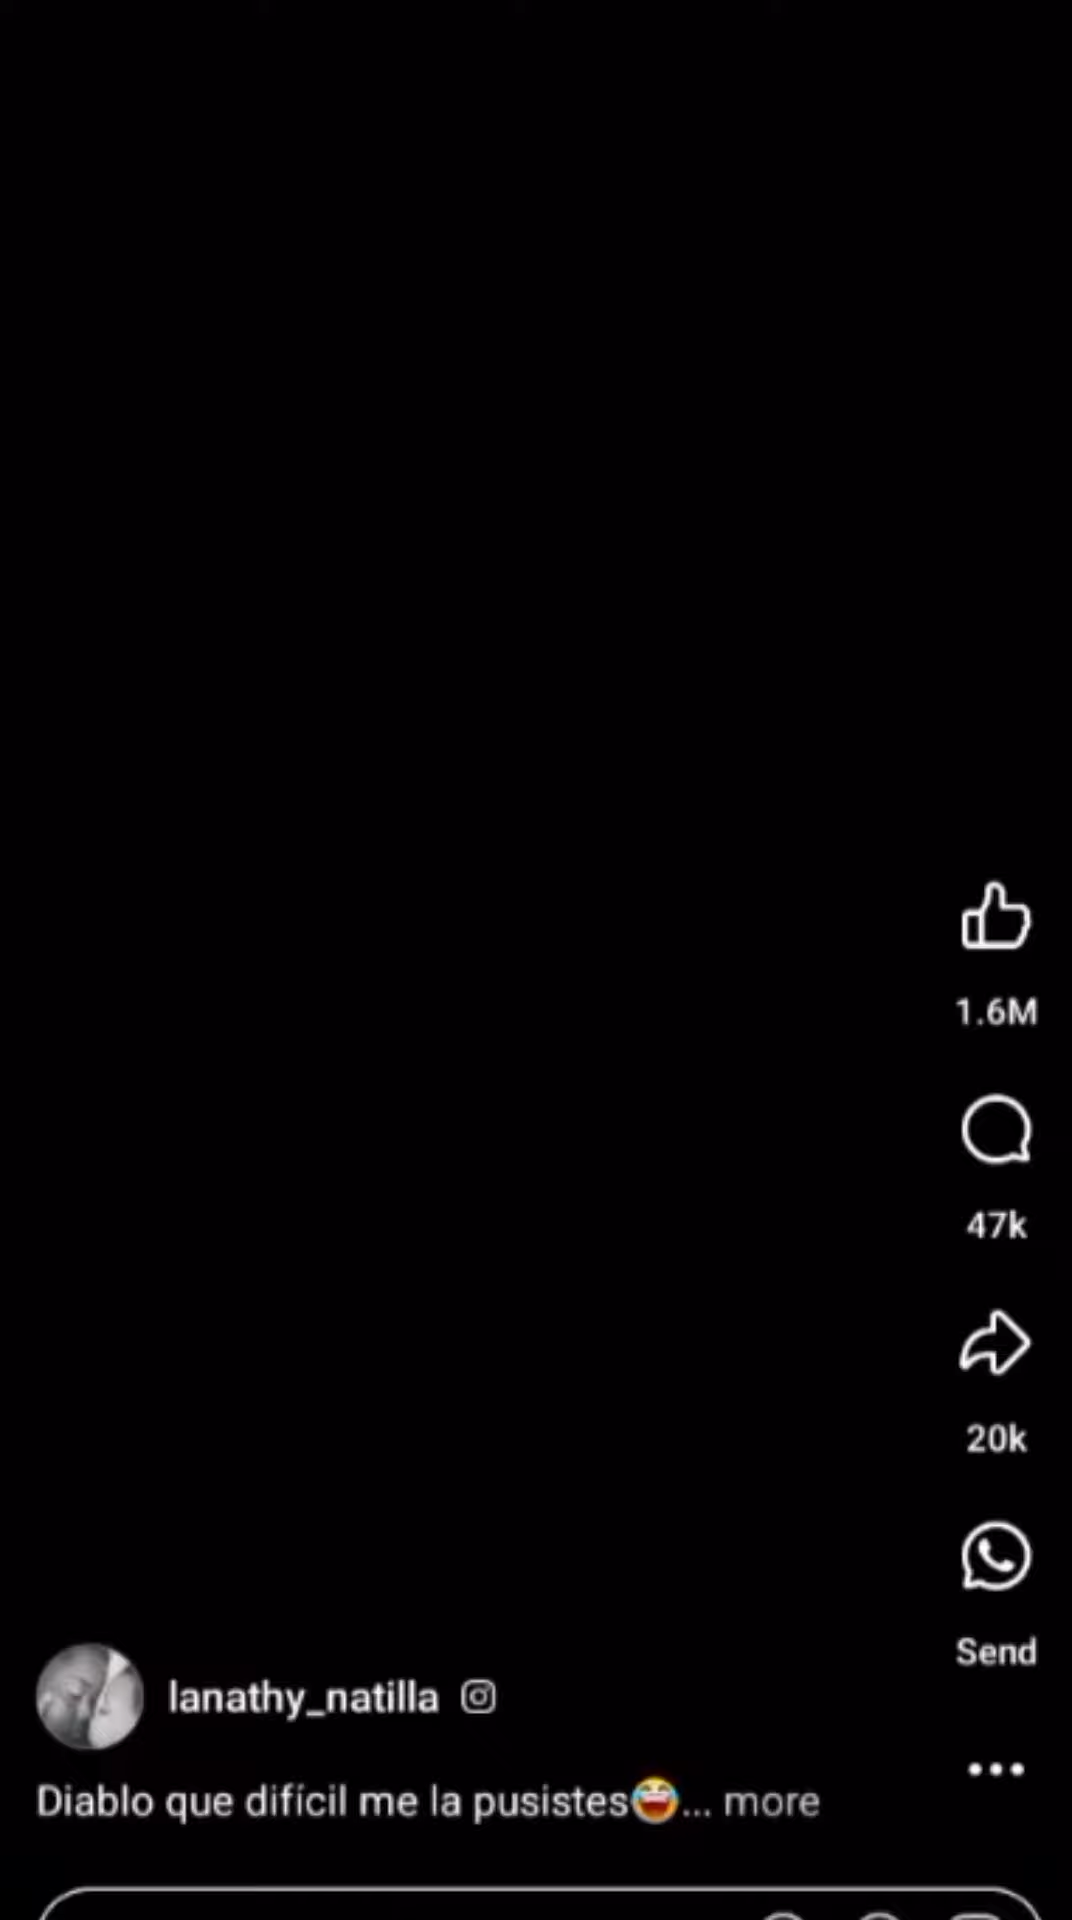 1.6M
47k
20k
Send
lanathy_natilla
Diablo que difícil me la pusistes😂... more